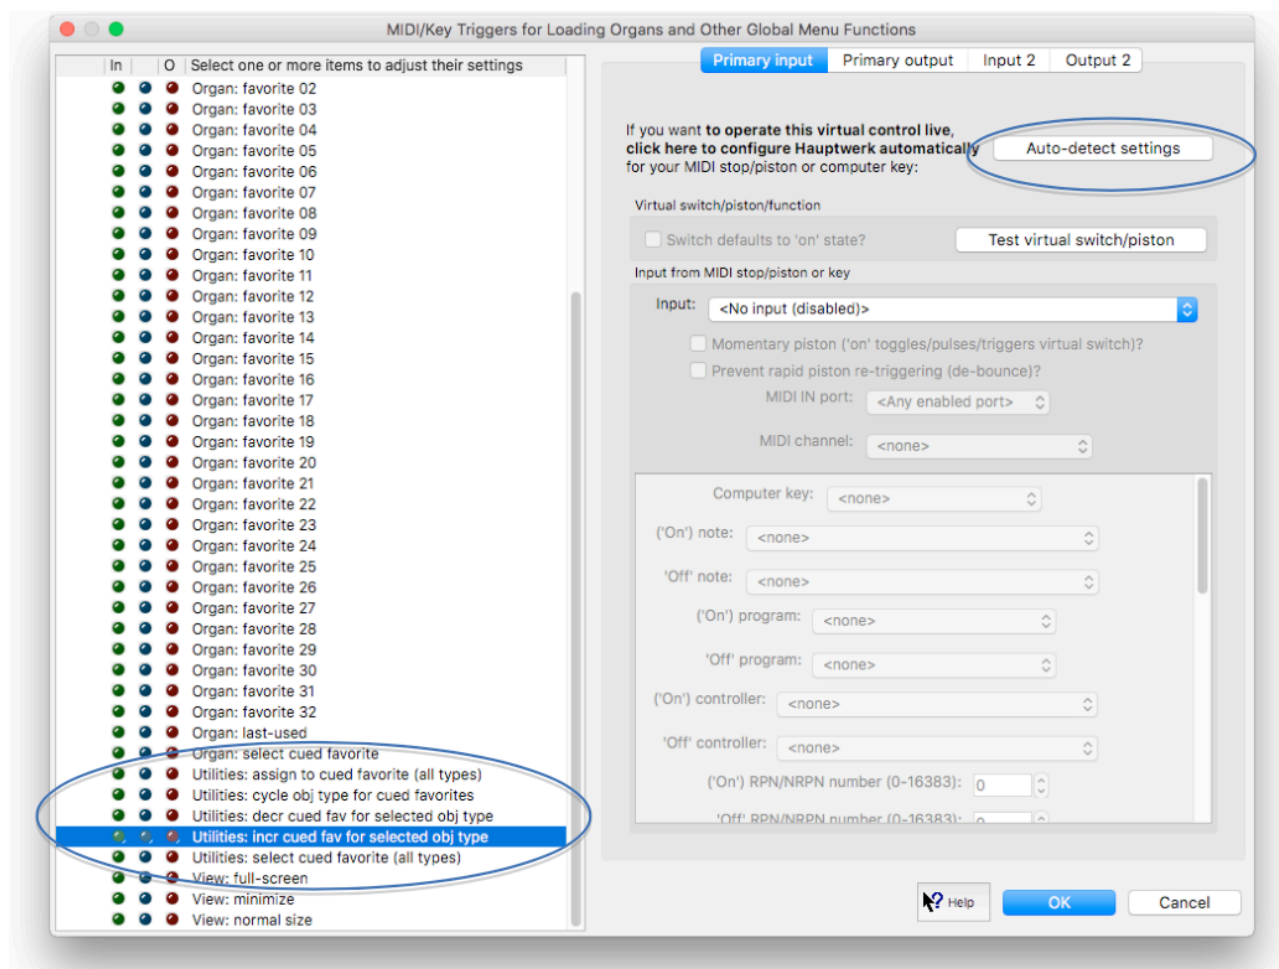 MIDI/Key Triggers for Loading Organs and Other Global Menu Functions
In O Select one or more items to adjust their settings
Organ: favorite 02
Organ: favorite 03
Organ: favorite 04
Organ: favorite 05
Organ: favorite 06
Organ: favorite 07
Organ: favorite 08
Organ: favorite 09
Organ: favorite 10
Organ: favorite 11
Organ: favorite 12
Organ: favorite 13
Organ: favorite 14
Organ: favorite 15
Organ: favorite 16
Organ: favorite 17
Organ: favorite 18
Organ: favorite 19
Organ: favorite 20
Organ: favorite 21
Organ: favorite 22
Organ: favorite 23
Organ: favorite 24
Organ: favorite 25
Organ: favorite 26
Organ: favorite 27
Organ: favorite 28
Organ: favorite 29
Organ: favorite 30
Organ: favorite 31
Organ: favorite 32
Organ: last-used
Organ: select cued favorite
Utilities: assign to cued favorite (all types)
Utilities: cycle obj type for cued favorites
Utilities: decr cued fav for selected obj type
Utilities: incr cued fav for selected obj type
Utilities: select cued favorite (all types)
View: full-screen
View: minimize
View: normal size
Primary input Primary output Input 2 Output 2
If you want to operate this virtual control live,
click here to configure Hauptwerk automatically
for your MIDI stop/piston or computer key:
Auto-detect settings
Virtual switch/piston/function
Switch defaults to 'on' state?
Test virtual switch/piston
Input from MIDI stop/piston or key
Input: <No input (disabled)>
Momentary piston ('on' toggles/pulses/triggers virtual switch)?
Prevent rapid piston re-triggering (de-bounce)?
MIDI IN port: <Any enabled port>
MIDI channel: <none>
Computer key: <none>
('On') note: <none>
'Off' note: <none>
('On') program: <none>
'Off' program: <none>
('On') controller: <none>
'Off' controller: <none>
('On') RPN/NRPN number (0-16383): 0
'Off' RPN/NRPN number (0-16383): 0
? Help OK Cancel